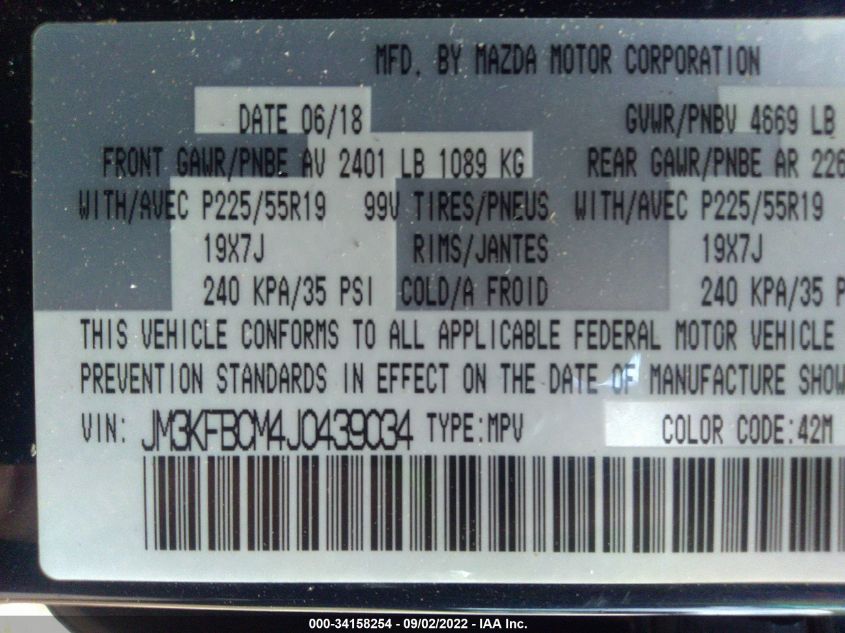 MFD. BY MAZDA MOTOR CORPORATION
DATE 06/18 GVWR/PNBV 4669 LB
FRONT GAWR/PNBE AV 2401 LB 1089 KG REAR GAWR/PNBE AR 226
WITH/AVEC P225/55R19 99V TIRES/PNEUS WITH/AVEC P225/55R19
19X7J RIMS/JANTES 19X7J
240 KPA/35 PSI COLD/A FROID 240 KPA/35 P
THIS VEHICLE CONFORMS TO ALL APPLICABLE FEDERAL MOTOR VEHICLE
PREVENTION STANDARDS IN EFFECT ON THE DATE OF MANUFACTURE SHOW
VIN: JM3KFBCM4J0439034 TYPE:MPV COLOR CODE:42M
000-34158254 - 09/02/2022 - IAA Inc.